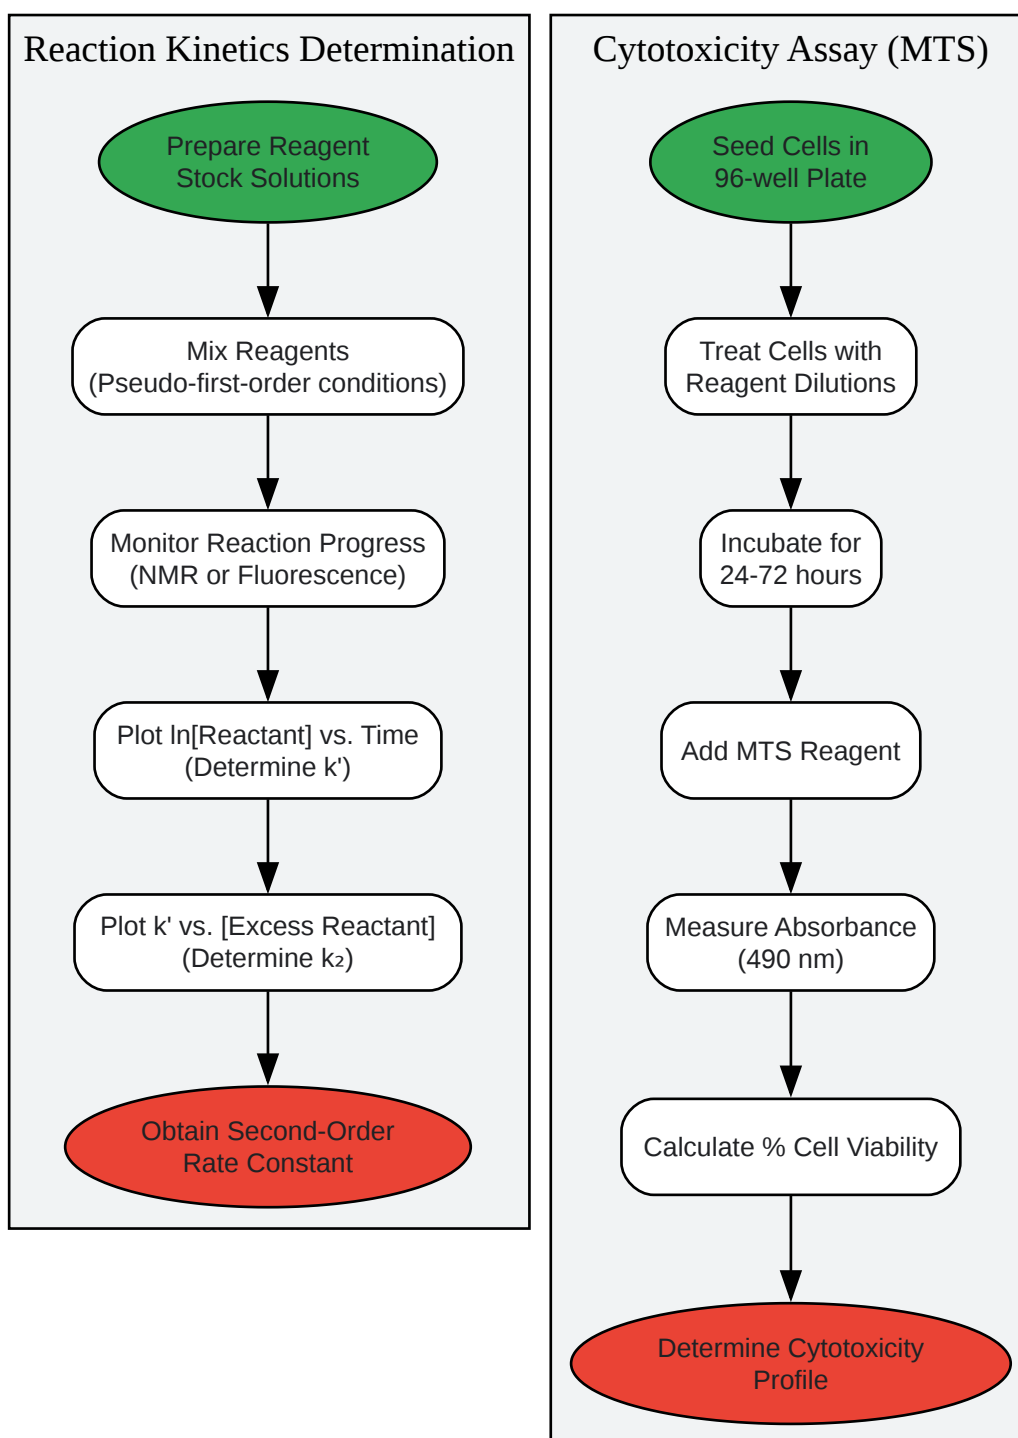 Reaction Kinetics Determination
Prepare Reagent
Stock Solutions
Mix Reagents
(Pseudo-first-order conditions)
Monitor Reaction Progress
(NMR or Fluorescence)
Plot ln[Reactant] vs. Time
(Determine k')
Plot k' vs. [Excess Reactant]
(Determine k₂)
Obtain Second-Order
Rate Constant
Cytotoxicity Assay (MTS)
Seed Cells in
96-well Plate
Treat Cells with
Reagent Dilutions
Incubate for
24-72 hours
Add MTS Reagent
Measure Absorbance
(490 nm)
Calculate % Cell Viability
Determine Cytotoxicity
Profile